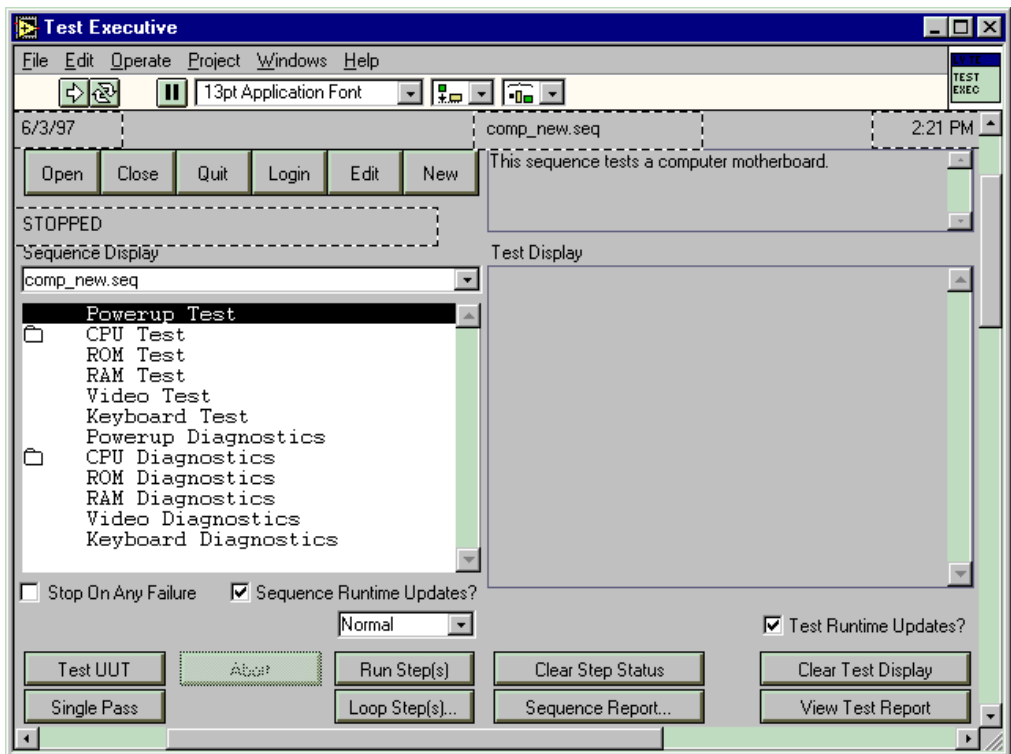 Test Executive
File Edit Operate Project Windows Help
13pt Application Font
TEST
EXEC
6/3/97 comp_new.seq 2:21 PM
Open Close Quit Login Edit New
This sequence tests a computer motherboard.
STOPPED
Sequence Display
Test Display
comp_new.seq
Powerup Test
CPU Test
ROM Test
RAM Test
Video Test
Keyboard Test
Powerup Diagnostics
CPU Diagnostics
ROM Diagnostics
RAM Diagnostics
Video Diagnostics
Keyboard Diagnostics
Stop On Any Failure Sequence Runtime Updates?
Normal
Test Runtime Updates?
Test UUT Abort Run Step(s) Clear Step Status Clear Test Display
Single Pass Loop Step(s)... Sequence Report... View Test Report